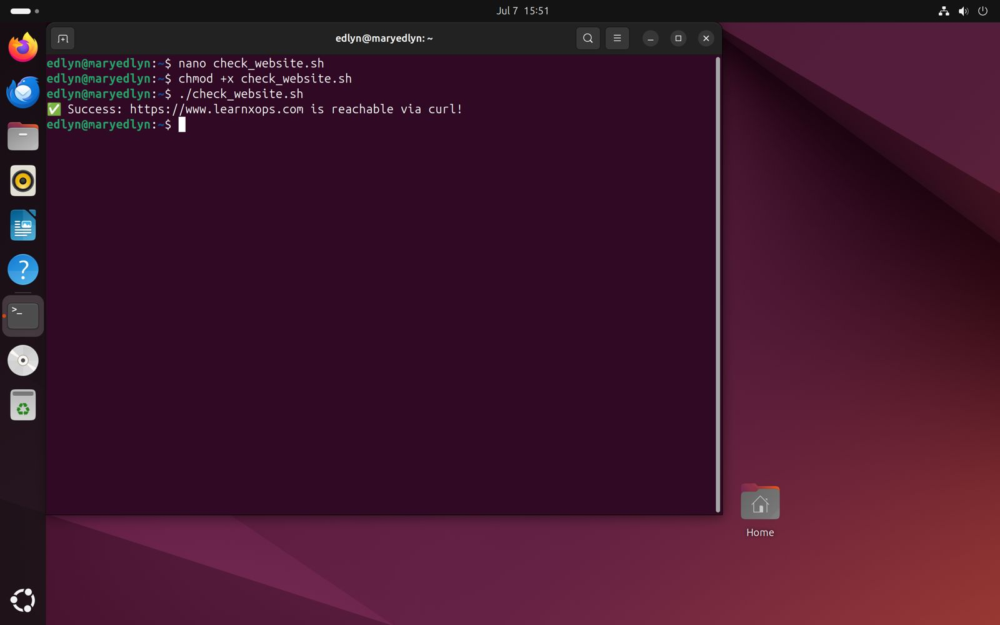 Jul 7 15:51
edlyn@maryedlyn: ~
edlyn@maryedlyn:~$ nano check_website.sh
edlyn@maryedlyn:~$ chmod +x check_website.sh
edlyn@maryedlyn:~$ ./check_website.sh
✅ Success: https://www.learnxops.com is reachable via curl!
edlyn@maryedlyn:~$
Home